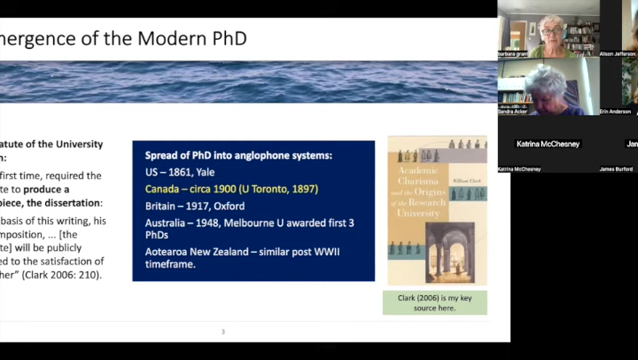 mergence of the Modern PhD
atute of the University
n:
first time, required the
te to produce a
piece, the dissertation:
basis of this writing, his
mposition, ... [the
te] will be publicly
ed to the satisfaction of
her" (Clark 2006: 210).
Spread of PhD into anglophone systems:
US – 1861, Yale
Canada – circa 1900 (U Toronto, 1897)
Britain – 1917, Oxford
Australia – 1948, Melbourne U awarded first 3
PhDs
Aotearoa New Zealand – similar post WWII
timeframe.
Academic
Charisma
and the Origins
of the Research
University
William Clark
Clark (2006) is my key
source here.
3
barbara grant
Alison Jefferson
Sandra Acker
Erin Anderson
Katrina McChesney
Jan
Katrina McChesney
James Burford